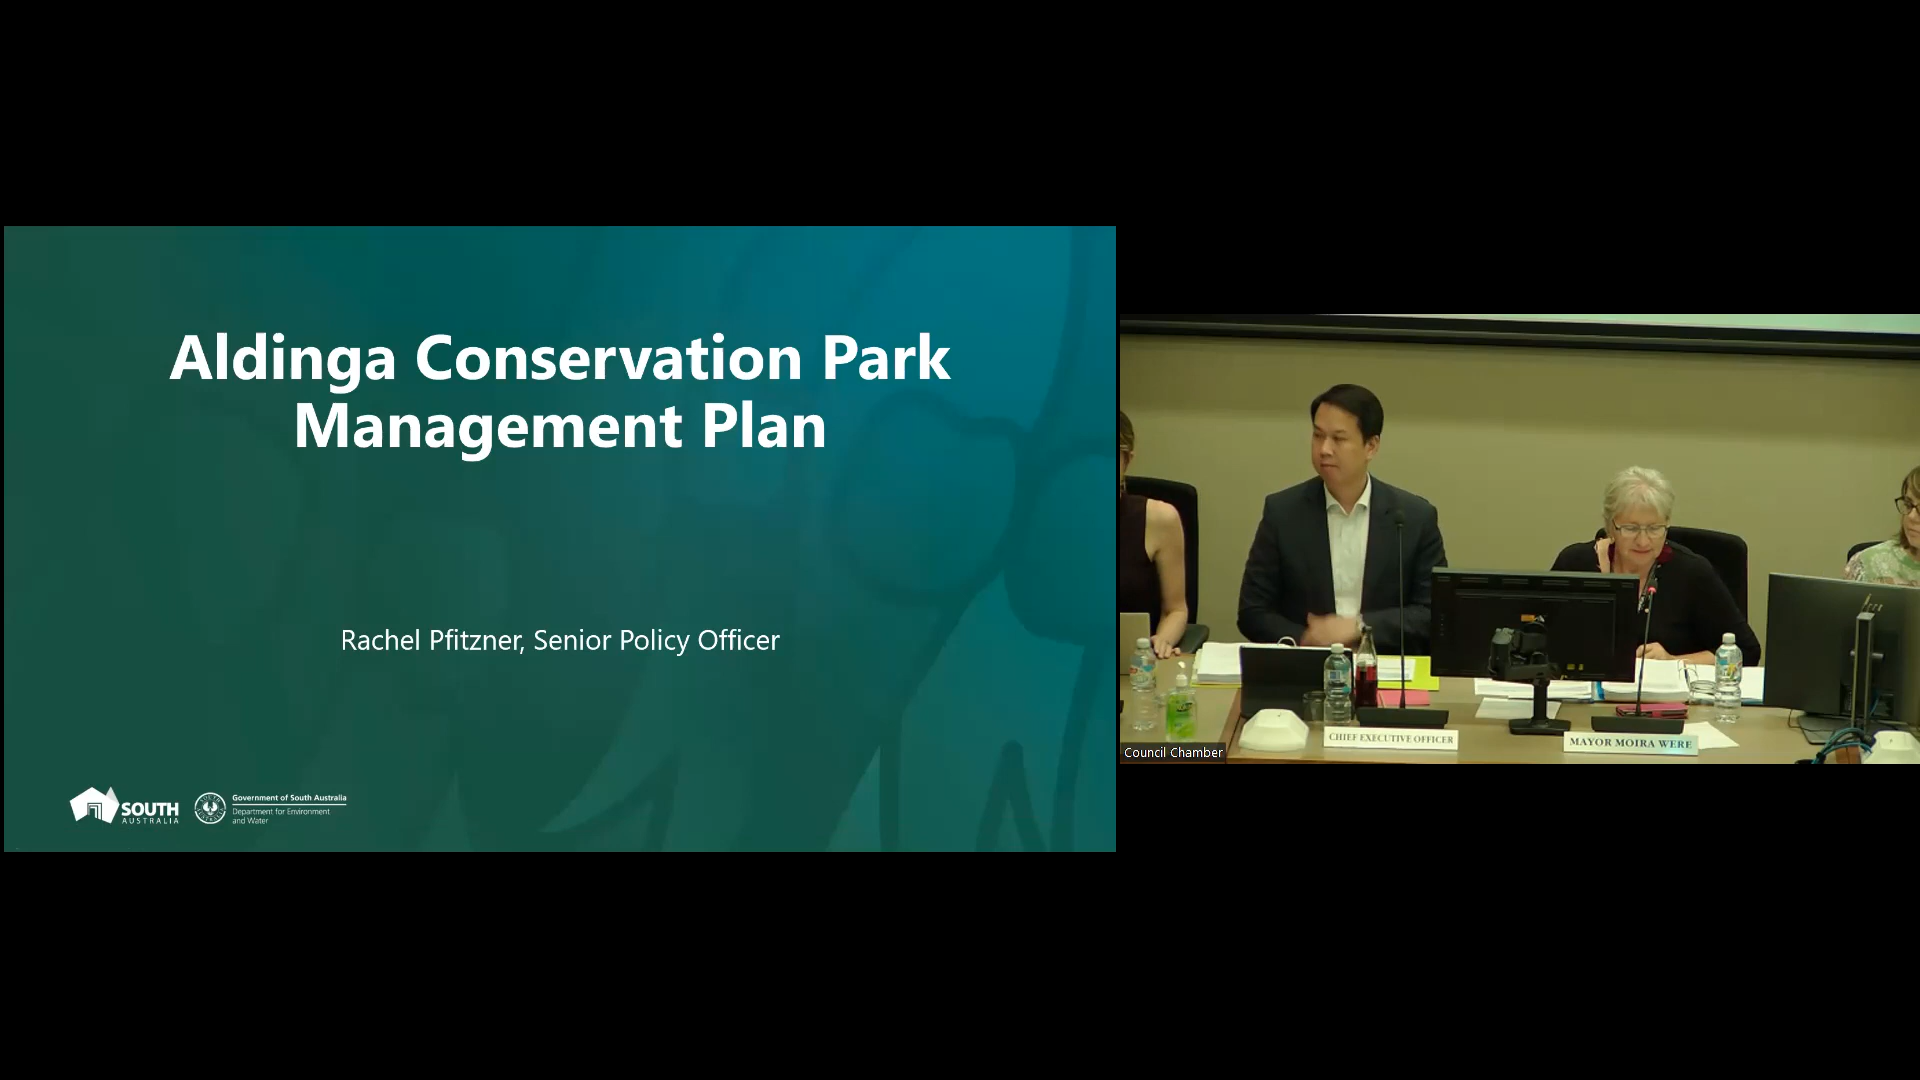 Aldinga Conservation Park
Management Plan
Rachel Pfitzner, Senior Policy Officer
SOUTH
AUSTRALIA
Government of South Australia
Department for Environment
and Water
CHIEF EXECUTIVE OFFICER
MAYOR MOIRA WERE
Council Chamber